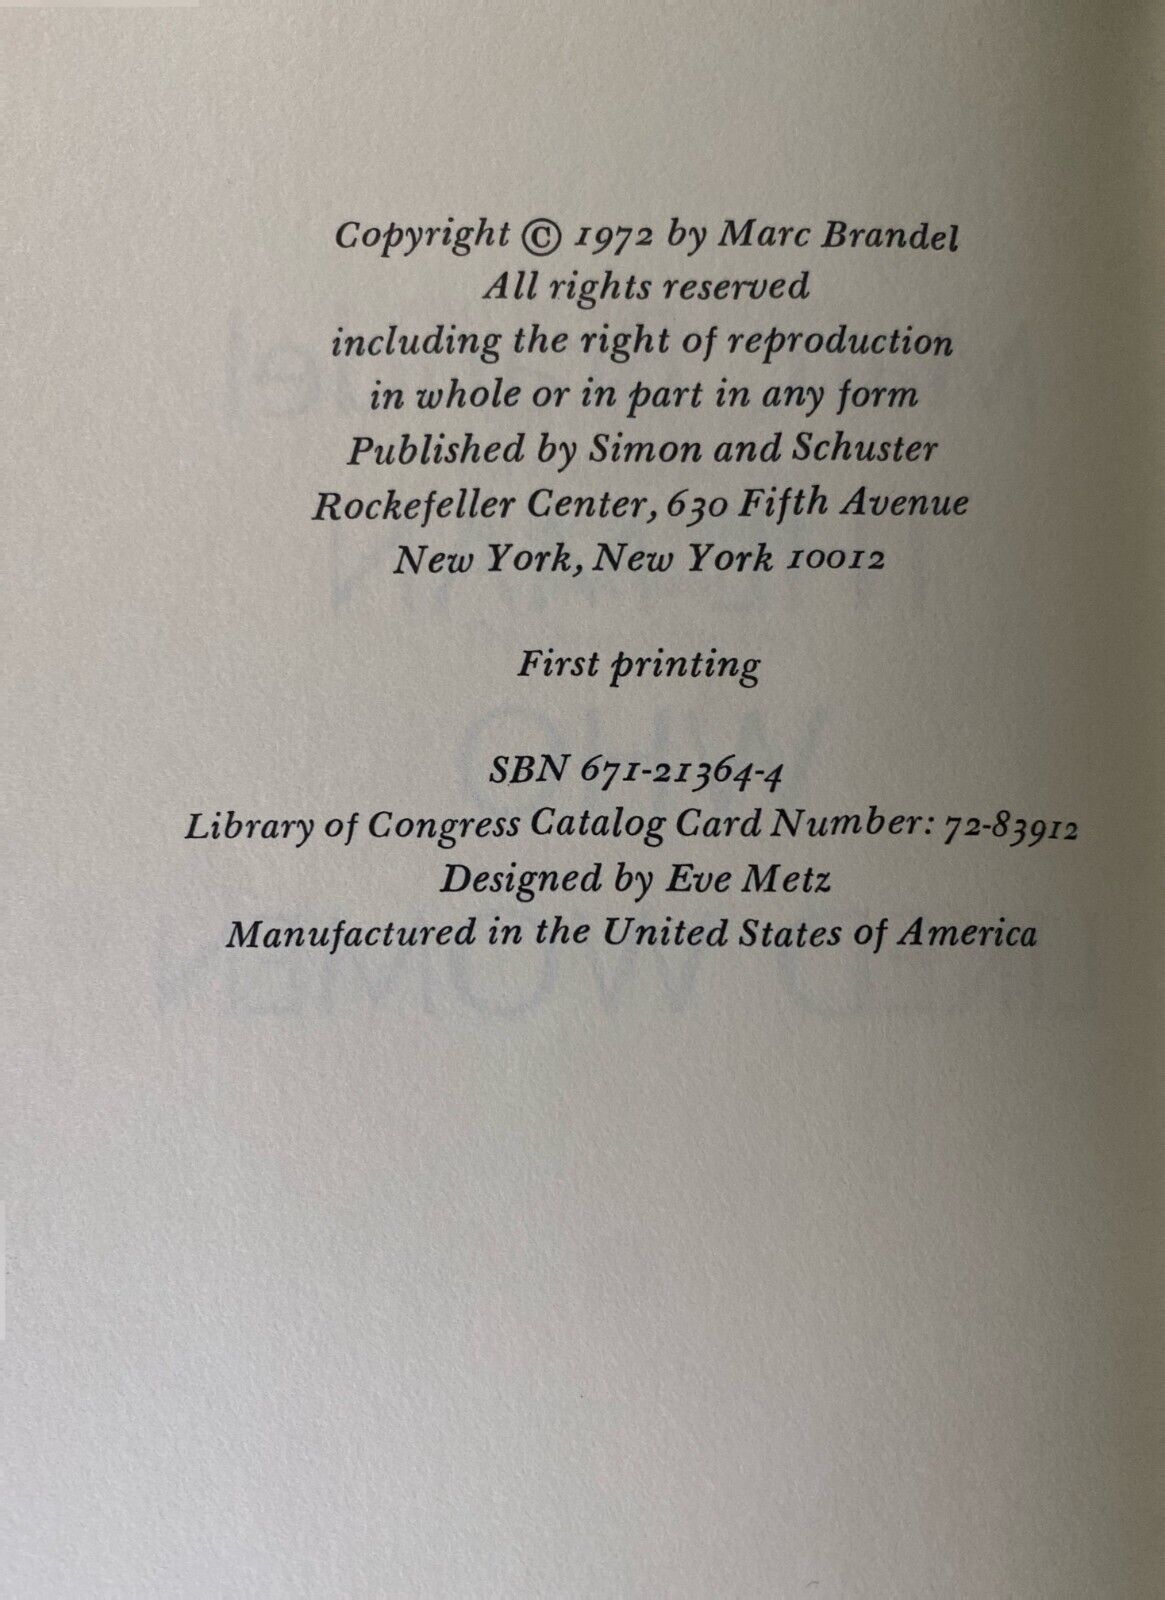 Copyright © 1972 by Marc Brandel
All rights reserved
including the right of reproduction
in whole or in part in any form
Published by Simon and Schuster
Rockefeller Center, 630 Fifth Avenue
New York, New York 10012
First printing
SBN 671-21364-4
Library of Congress Catalog Card Number: 72-83912
Designed by Eve Metz
Manufactured in the United States of America